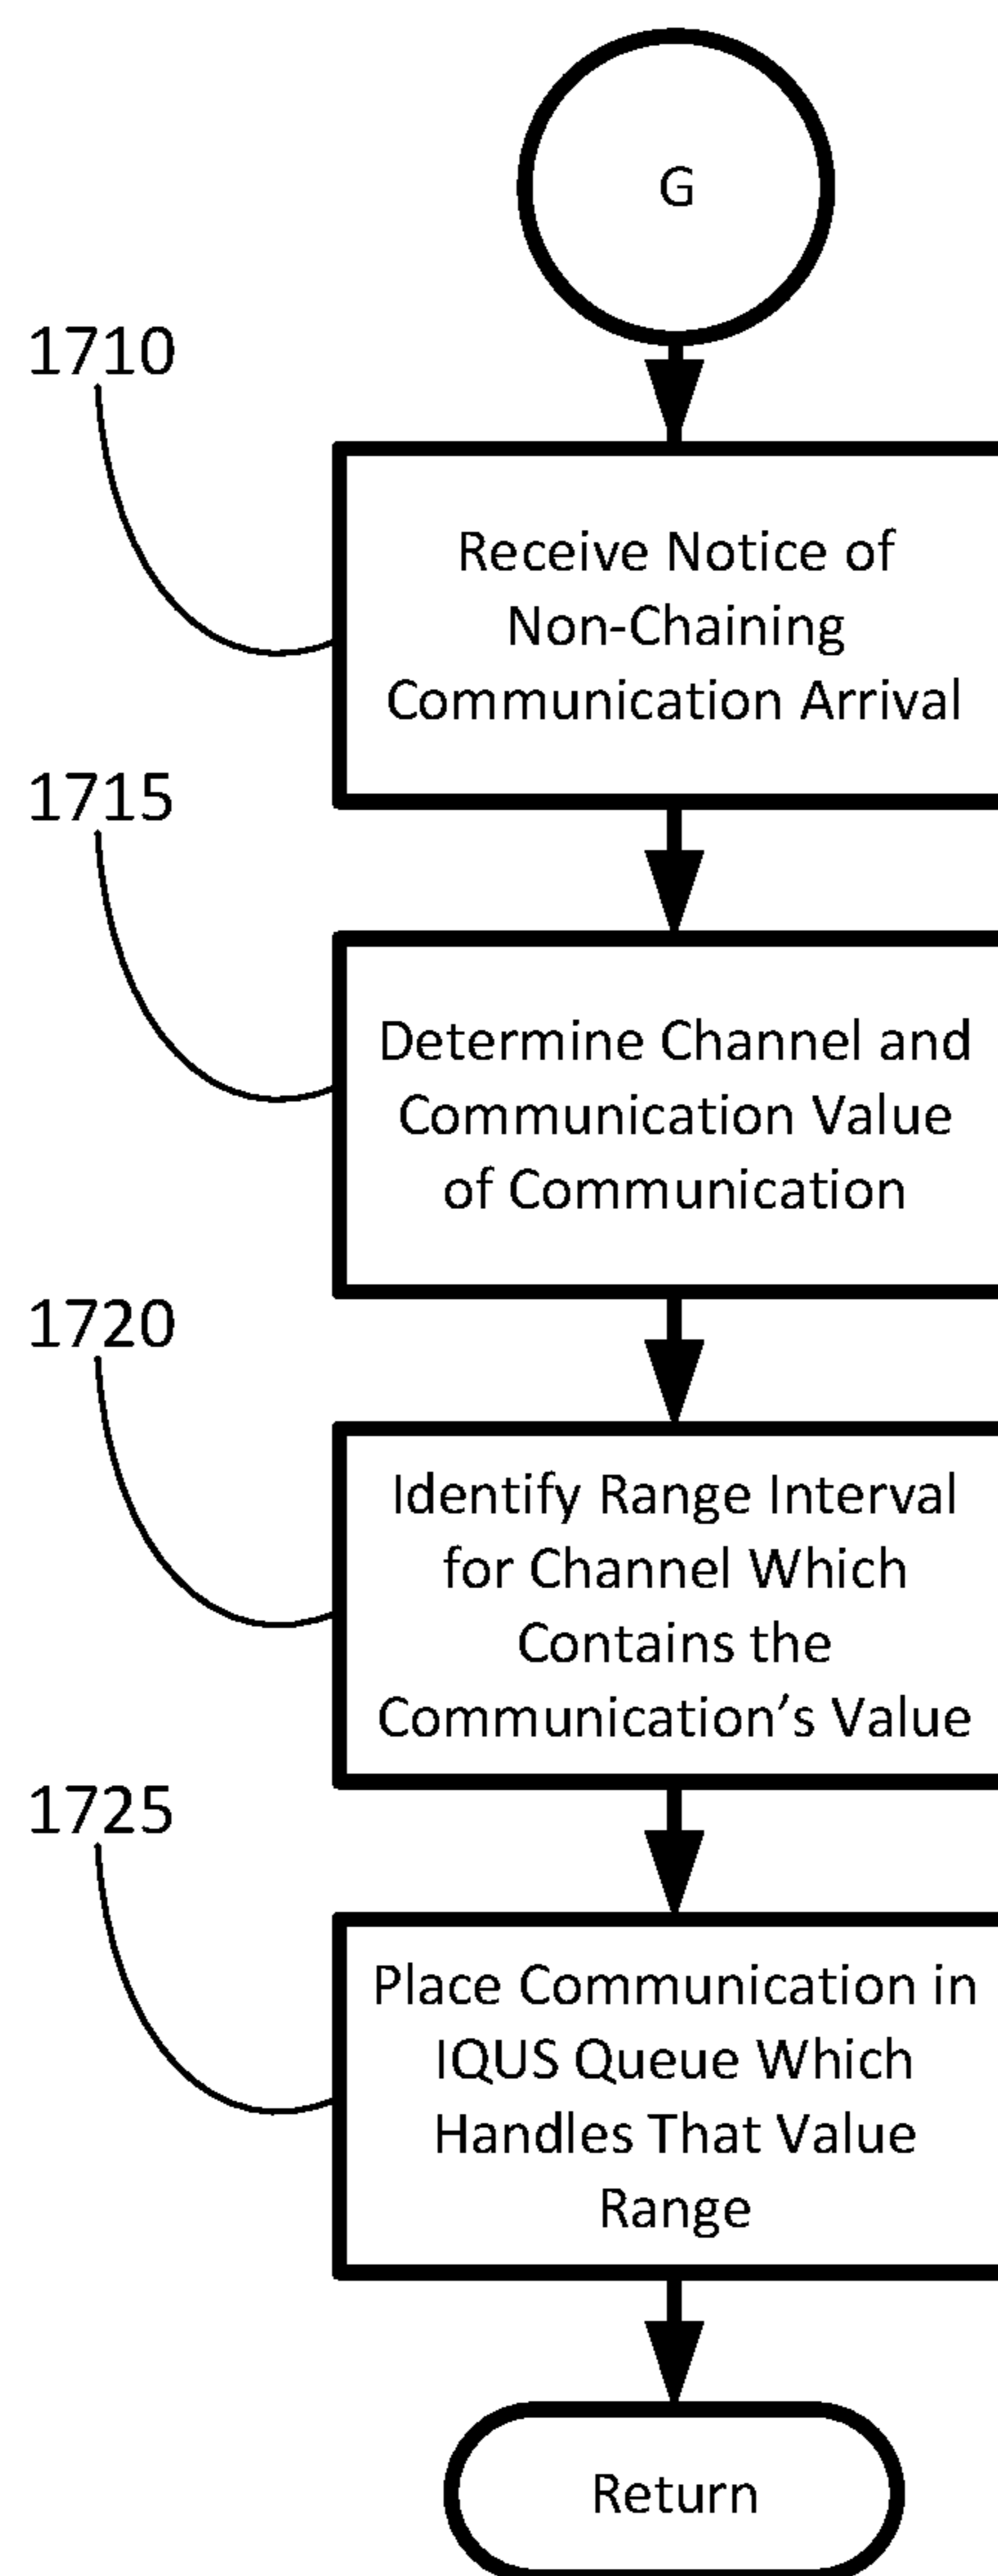 G
1710
Receive Notice of
Non-Chaining
Communication Arrival
1715
Determine Channel and
Communication Value
of Communication
1720
Identify Range Interval
for Channel Which
Contains the
Communication’s Value
1725
Place Communication in
IQUS Queue Which
Handles That Value
Range
Return